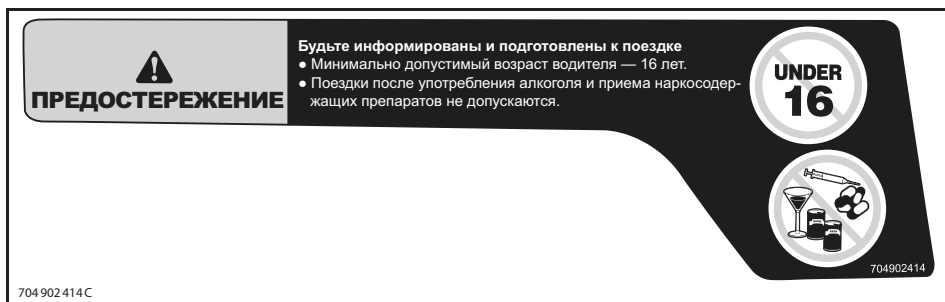 ПРЕДОСТЕРЕЖЕНИЕ
Будьте информированы и подготовлены к поездке
● Минимально допустимый возраст водителя — 16 лет.
● Поездки после употребления алкоголя и приема наркосодер-
жащих препаратов не допускаются.
UNDER
16
704902414
704902414C